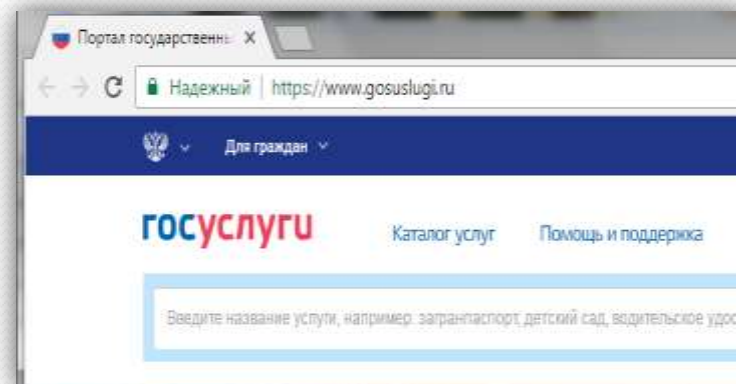 Портал государственны X
Надежный | https://www.gosuslugi.ru
Для граждан
госуслуги Каталог услуг Помощь и поддержка
Введите название услуги, например: загранпаспорт, детский сад, водительское удос